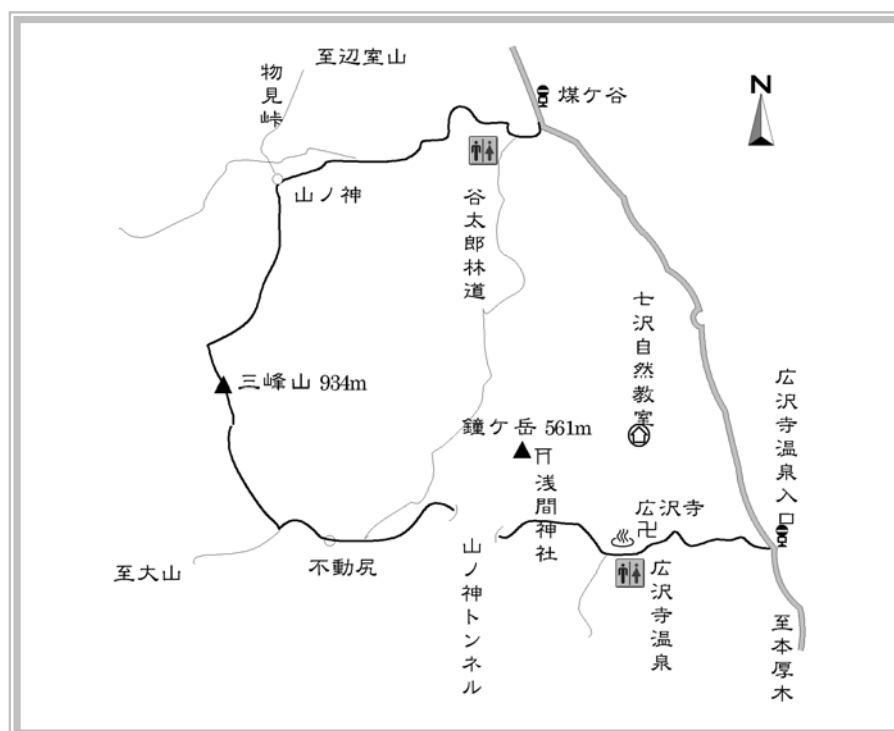 至辺室山
物見峠
煤ケ谷
N
山ノ神
谷太郎林道
七沢自然教室
三峰山 934m
広沢寺温泉入口
鐘ケ岳 561m
浅間神社
広沢寺
卍
山ノ神トンネル
不動尻
至大山
広沢寺温泉
至本厚木